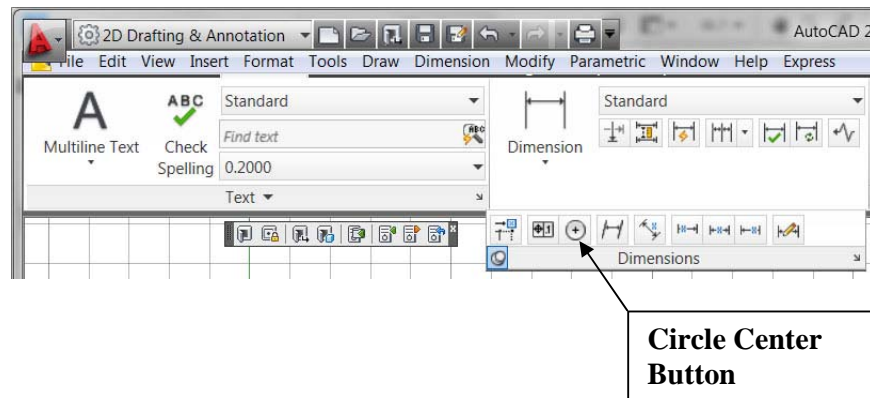 2D Drafting & Annotation AutoCAD 2
File Edit View Insert Format Tools Draw Dimension Modify Parametric Window Help Express
A
Multiline Text
ABC
Check
Spelling
Standard
Find text
ABC
0.2000
Text
Dimension
Standard
Dimensions
Circle Center
Button